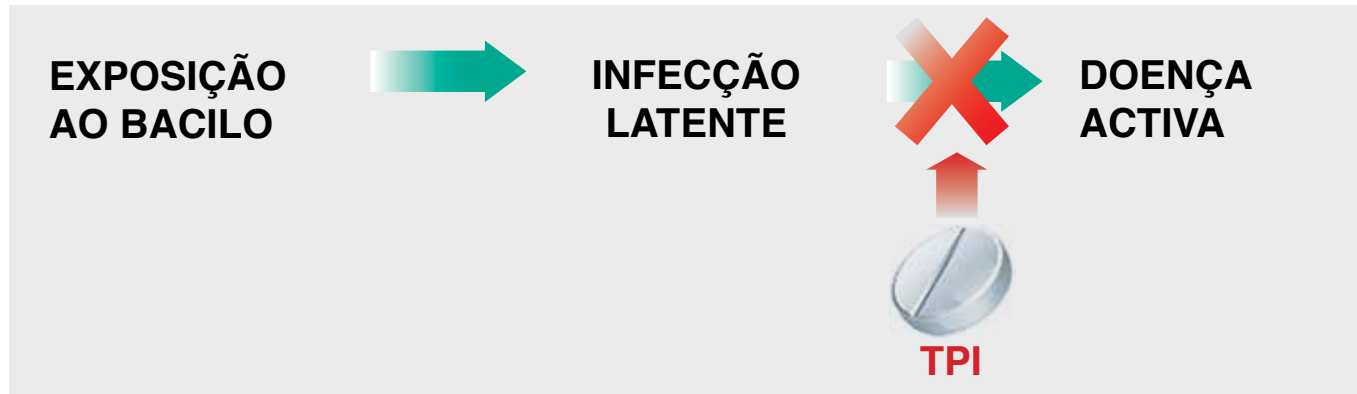 EXPOSIÇÃO
AO BACILO
INFECÇÃO
LATENTE
DOENÇA
ACTIVA
TPI